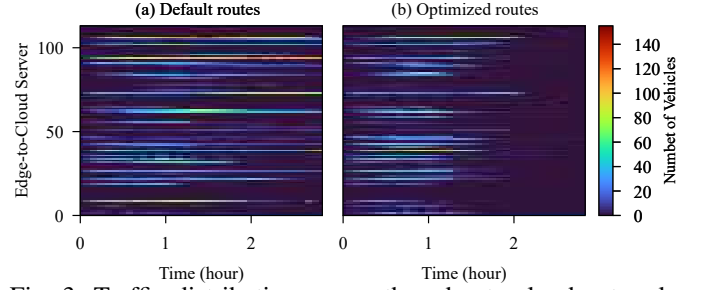 (a) Default routes
(b) Optimized routes
Edge-to-Cloud Server
100
50
0
0
1
2
Time (hour)
0
1
2
Time (hour)
140
120
100
80
60
40
20
0
Numbet of Vehicles